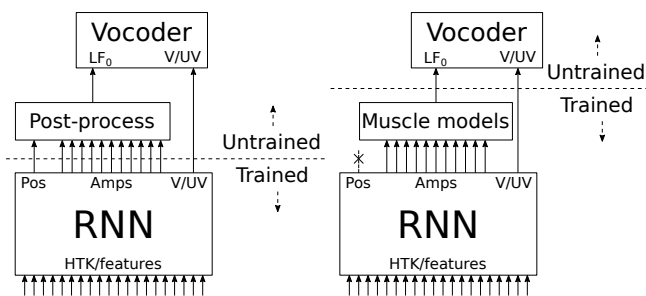 Vocoder
LF0 V/UV
Post-process
Untrained
Trained
Pos Amps V/UV
RNN
HTK/features
Vocoder
LF0 V/UV
Untrained
Trained
Muscle models
Pos Amps V/UV
RNN
HTK/features